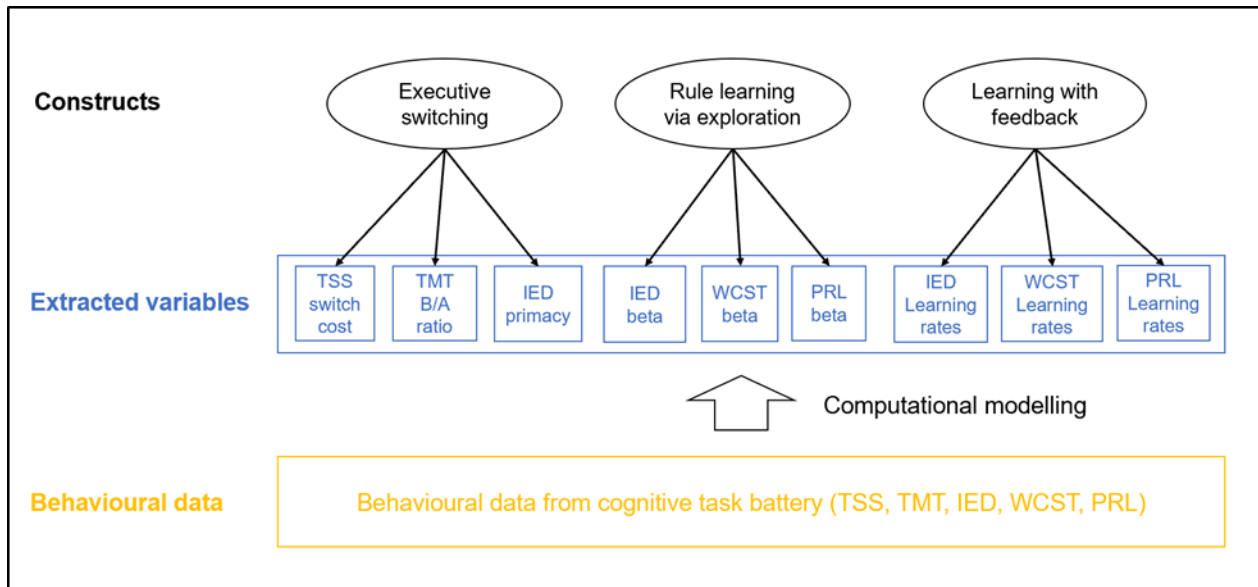 Constructs
Executive
switching
Rule learning
via exploration
Learning with
feedback
Extracted variables
TSS
switch
cost
TMT
B/A
ratio
IED
primacy
IED
beta
WCST
beta
PRL
beta
IED
Learning
rates
WCST
Learning
rates
PRL
Learning
rates
Computational modelling
Behavioural data
Behavioural data from cognitive task battery (TSS, TMT, IED, WCST, PRL)